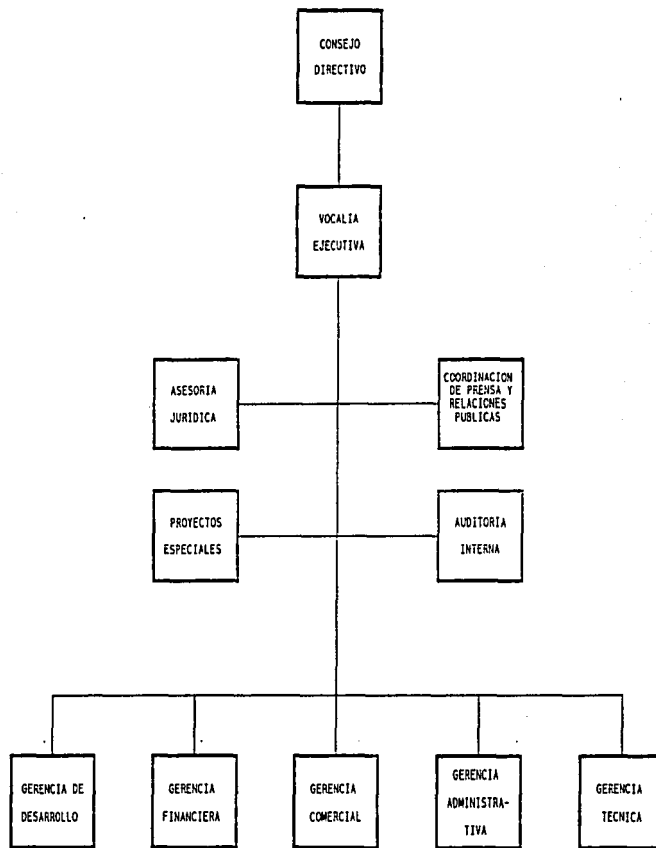 CONSEJO
DIRECTIVO
VOCALIA
EJECUTIVA
ASESORIA
JURIDICA
COORDINACION
DE PRENSA Y
RELACIONES
PUBLICAS
PROYECTOS
ESPECIALES
AUDITORIA
INTERNA
GERENCIA DE
DESARROLLO
GERENCIA
FINANCIERA
GERENCIA
COMERCIAL
GERENCIA
ADMINISTRA-
TIVA
GERENCIA
TECNICA